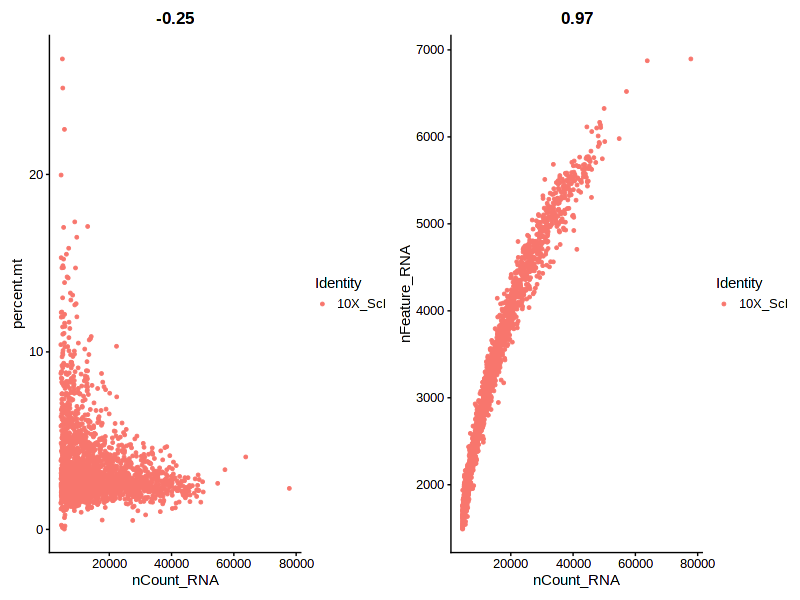 -0.25
percent.mt
20
10
0
20000 40000 60000 80000
nCount_RNA
Identity
10X_ScI
0.97
nFeature_RNA
7000
6000
5000
4000
3000
2000
20000 40000 60000 80000
nCount_RNA
Identity
10X_ScI